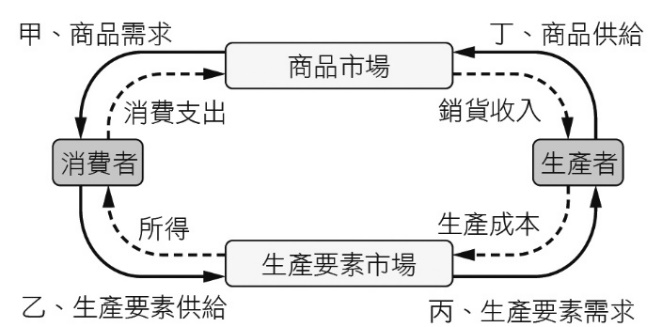 甲、商品需求
丁、商品供給
商品市場
消費支出
銷貨收入
消費者
生產者
所得
生產成本
生產要素市場
乙、生產要素供給
丙、生產要素需求